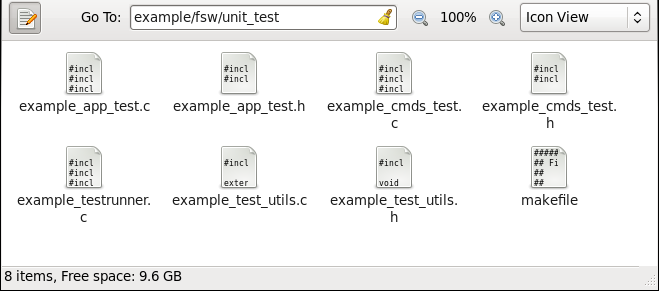 Go To: example/fsw/unit_test 100% Icon View
#incl #incl #incl #incl
#incl #incl #incl #incl
#incl #incl
example_app_test.c example_app_test.h example_cmds_test.c example_cmds_test.h
#incl #incl #incl #####
#incl ## Fi
#incl ##
#incl exter void ##
example_testrunner.c example_test_utils.c example_test_utils.h makefile
8 items, Free space: 9.6 GB